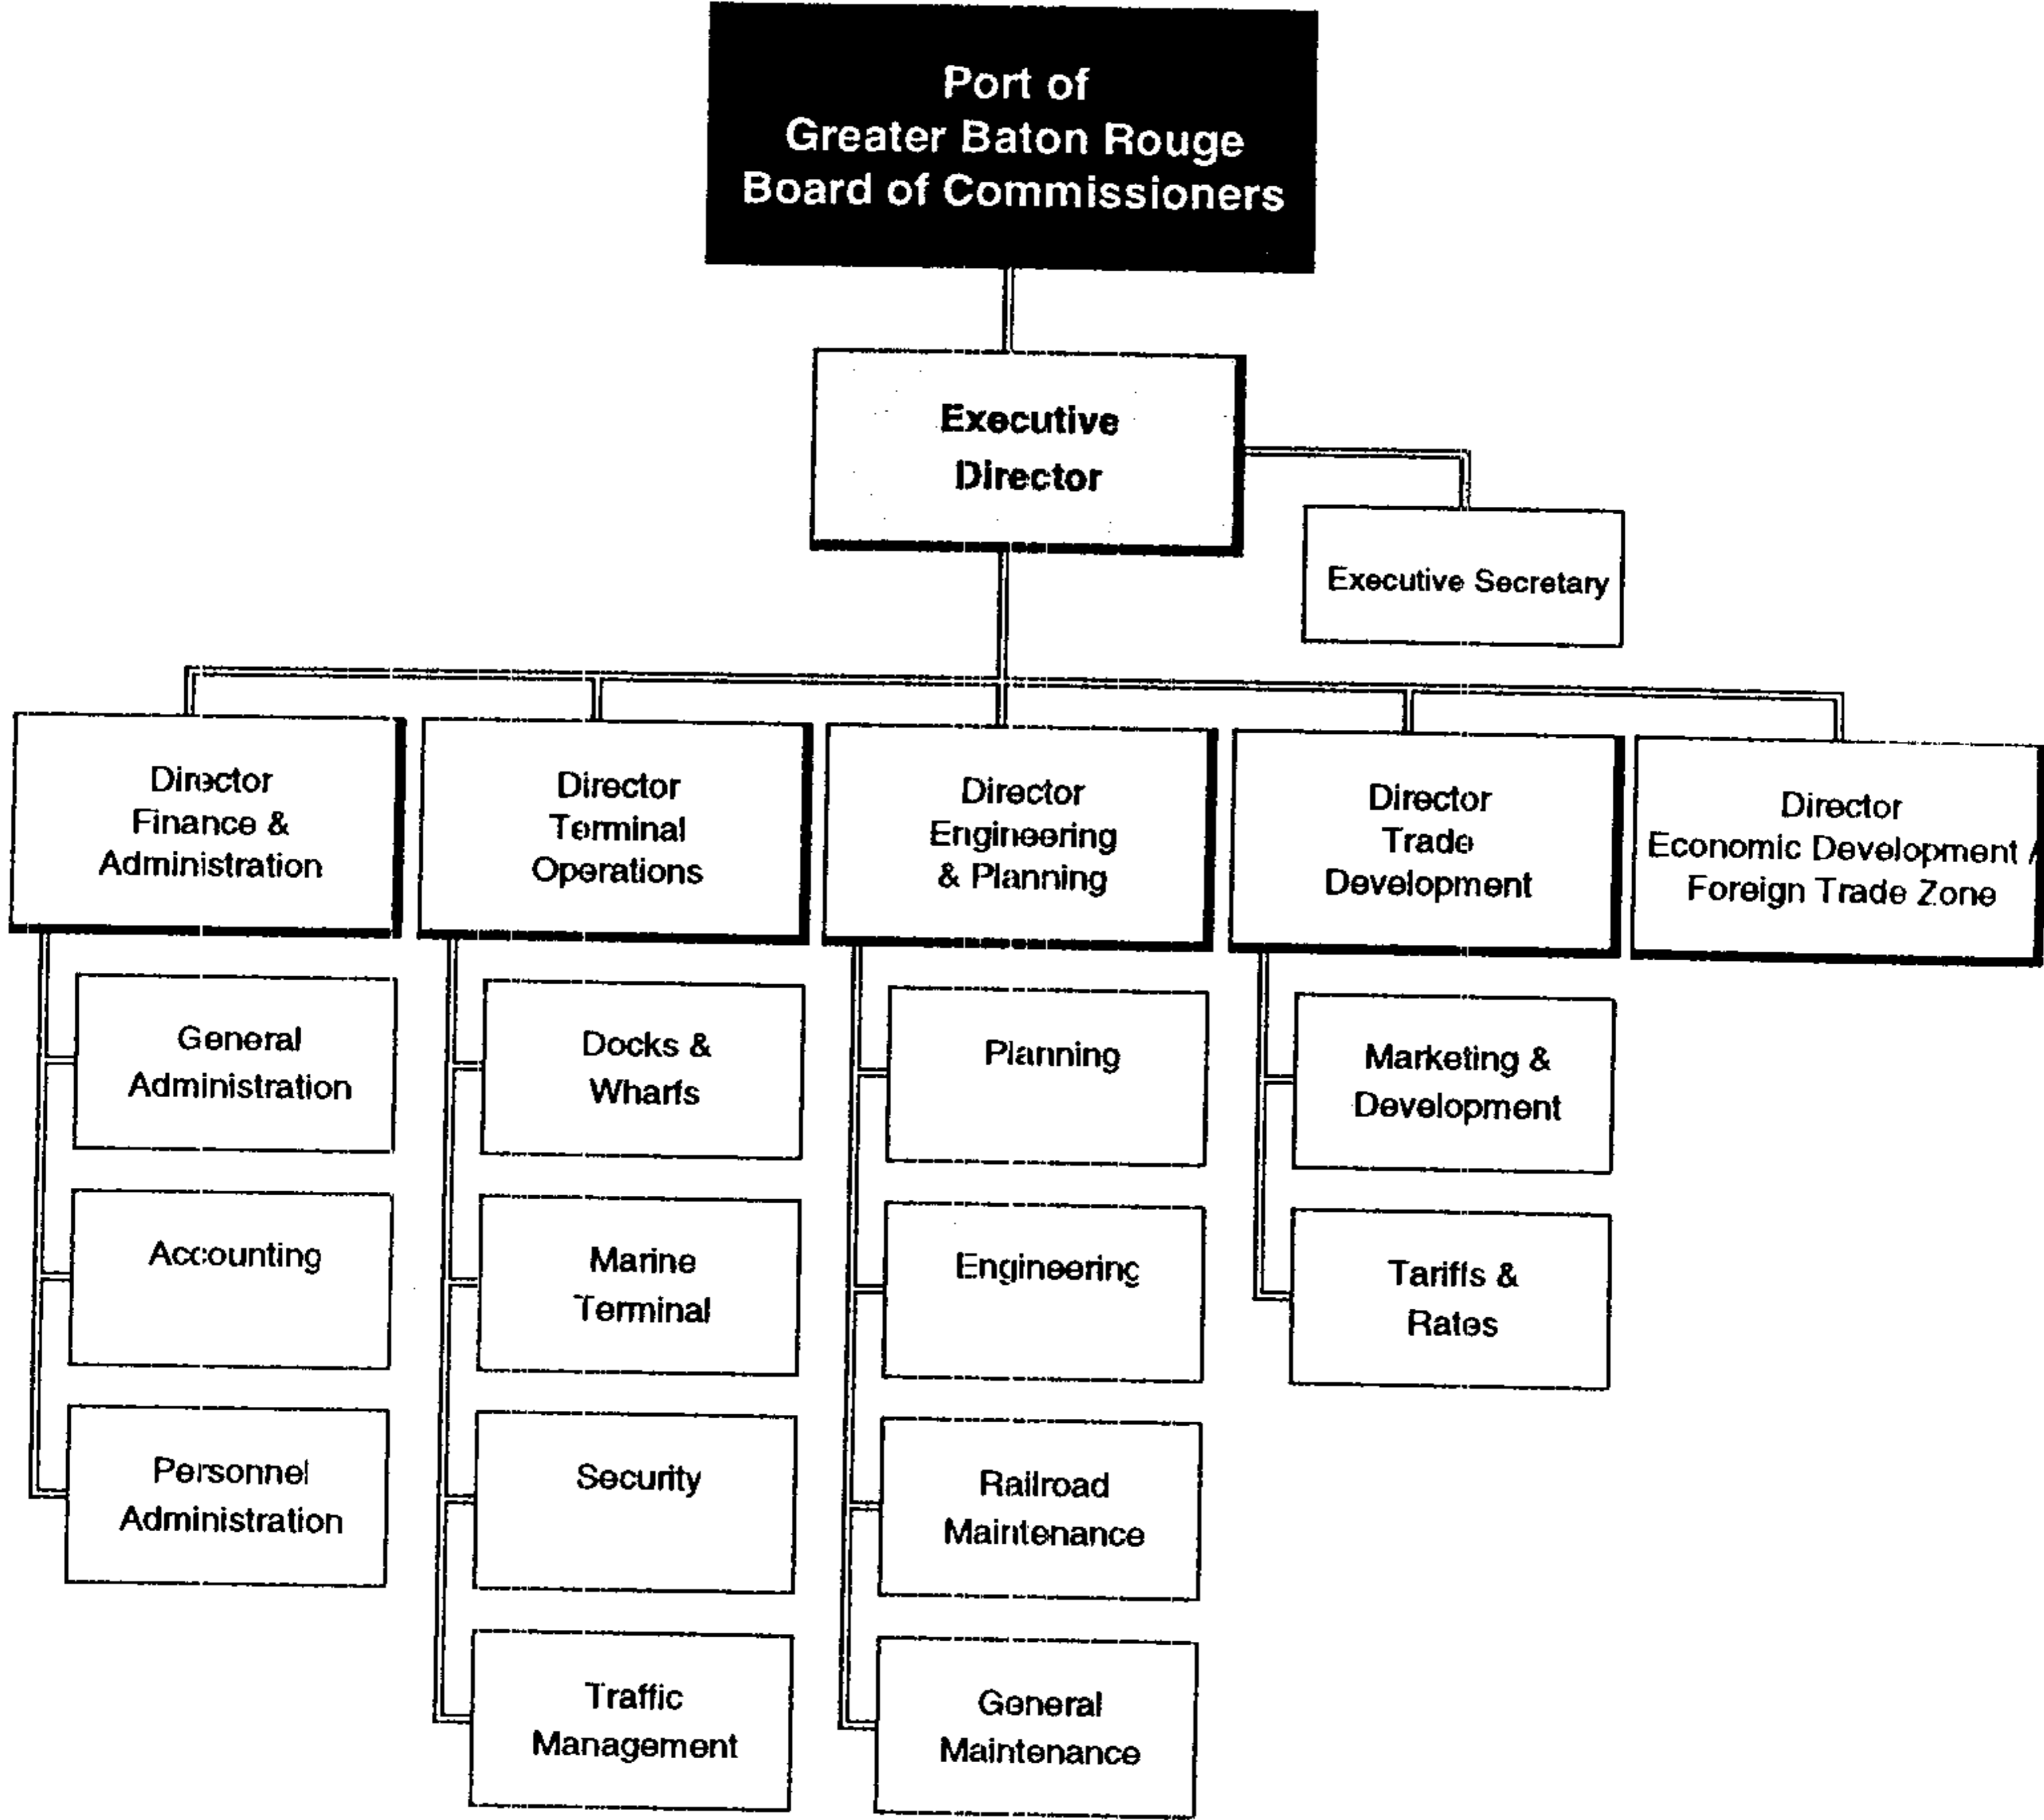 Port of
Greater Baton Rouge
Board of Commissioners
Executive
Director
Executive Secretary
Director
Finance &
Administration
Director
Terminal
Operations
Director
Engineering
& Planning
Director
Trade
Development
Director
Economic Development /
Foreign Trade Zone
General
Administration
Docks &
Wharfs
Planning
Marketing &
Development
Accounting
Marine
Terminal
Engineering
Tariffs &
Rates
Personnel
Administration
Security
Railroad
Maintenance
Traffic
Management
General
Maintenance